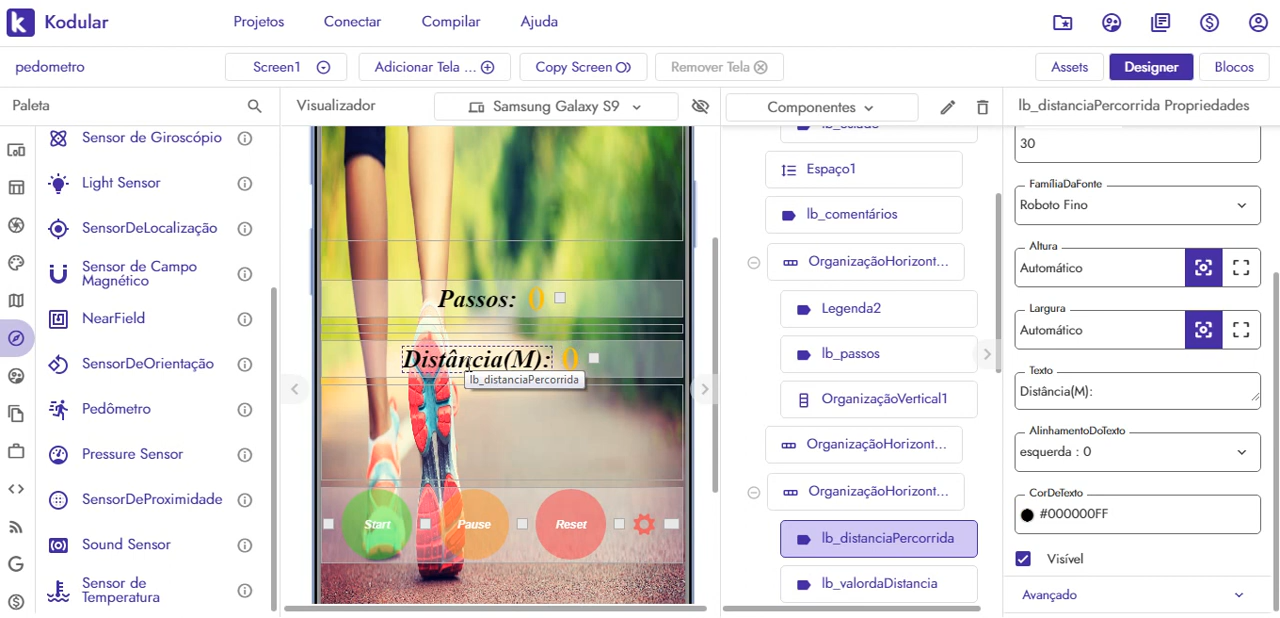 Kodular
Projetos
Conectar
Compilar
Ajuda
pedometro
Screen1
Adicionar Tela ...
Copy Screen
Remover Tela
Assets
Designer
Blocos
Paleta
Visualizador
Samsung Galaxy S9
Componentes
lb_distanciaPercorrida Propriedades
Sensor de Giroscópio
Light Sensor
SensorDeLocalização
Sensor de Campo
Magnético
NearField
SensorDeOrientação
Pedômetro
Pressure Sensor
SensorDeProximidade
Sound Sensor
Sensor de
Temperatura
Passos: 0
Distância(M): 0
lb_distanciaPercorrida
Start
Pause
Reset
Espaço1
lb_comentários
OrganizaçãoHorizont...
Legenda2
lb_passos
OrganizaçãoVertical1
OrganizaçãoHorizont...
OrganizaçãoHorizont...
lb_distanciaPercorrida
lb_valordaDistancia
30
FamíliaDaFonte
Roboto Fino
Altura
Automático
Largura
Automático
Texto
Distância(M):
AlinhamentoDoTexto
esquerda : 0
CorDeTexto
#000000FF
Visível
Avançado